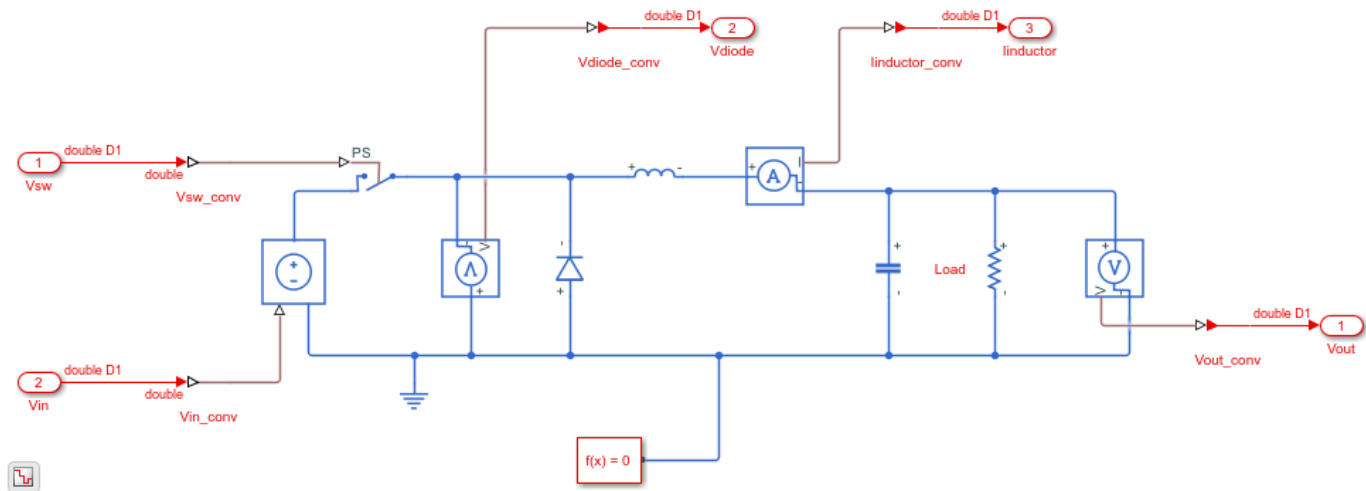 double D1
2
Vdiode
Vdiode_conv
double D1
3
Iinductor
Iinductor_conv
1
Vsw
double D1
double
Vsw_conv
PS
+
-
+
A
I
-
+
-
-
V
V
+
-
+
+
-
Load
+
-
+
V
V
-
double D1
1
Vout
Vout_conv
2
Vin
double D1
double
Vin_conv
f(x) = 0